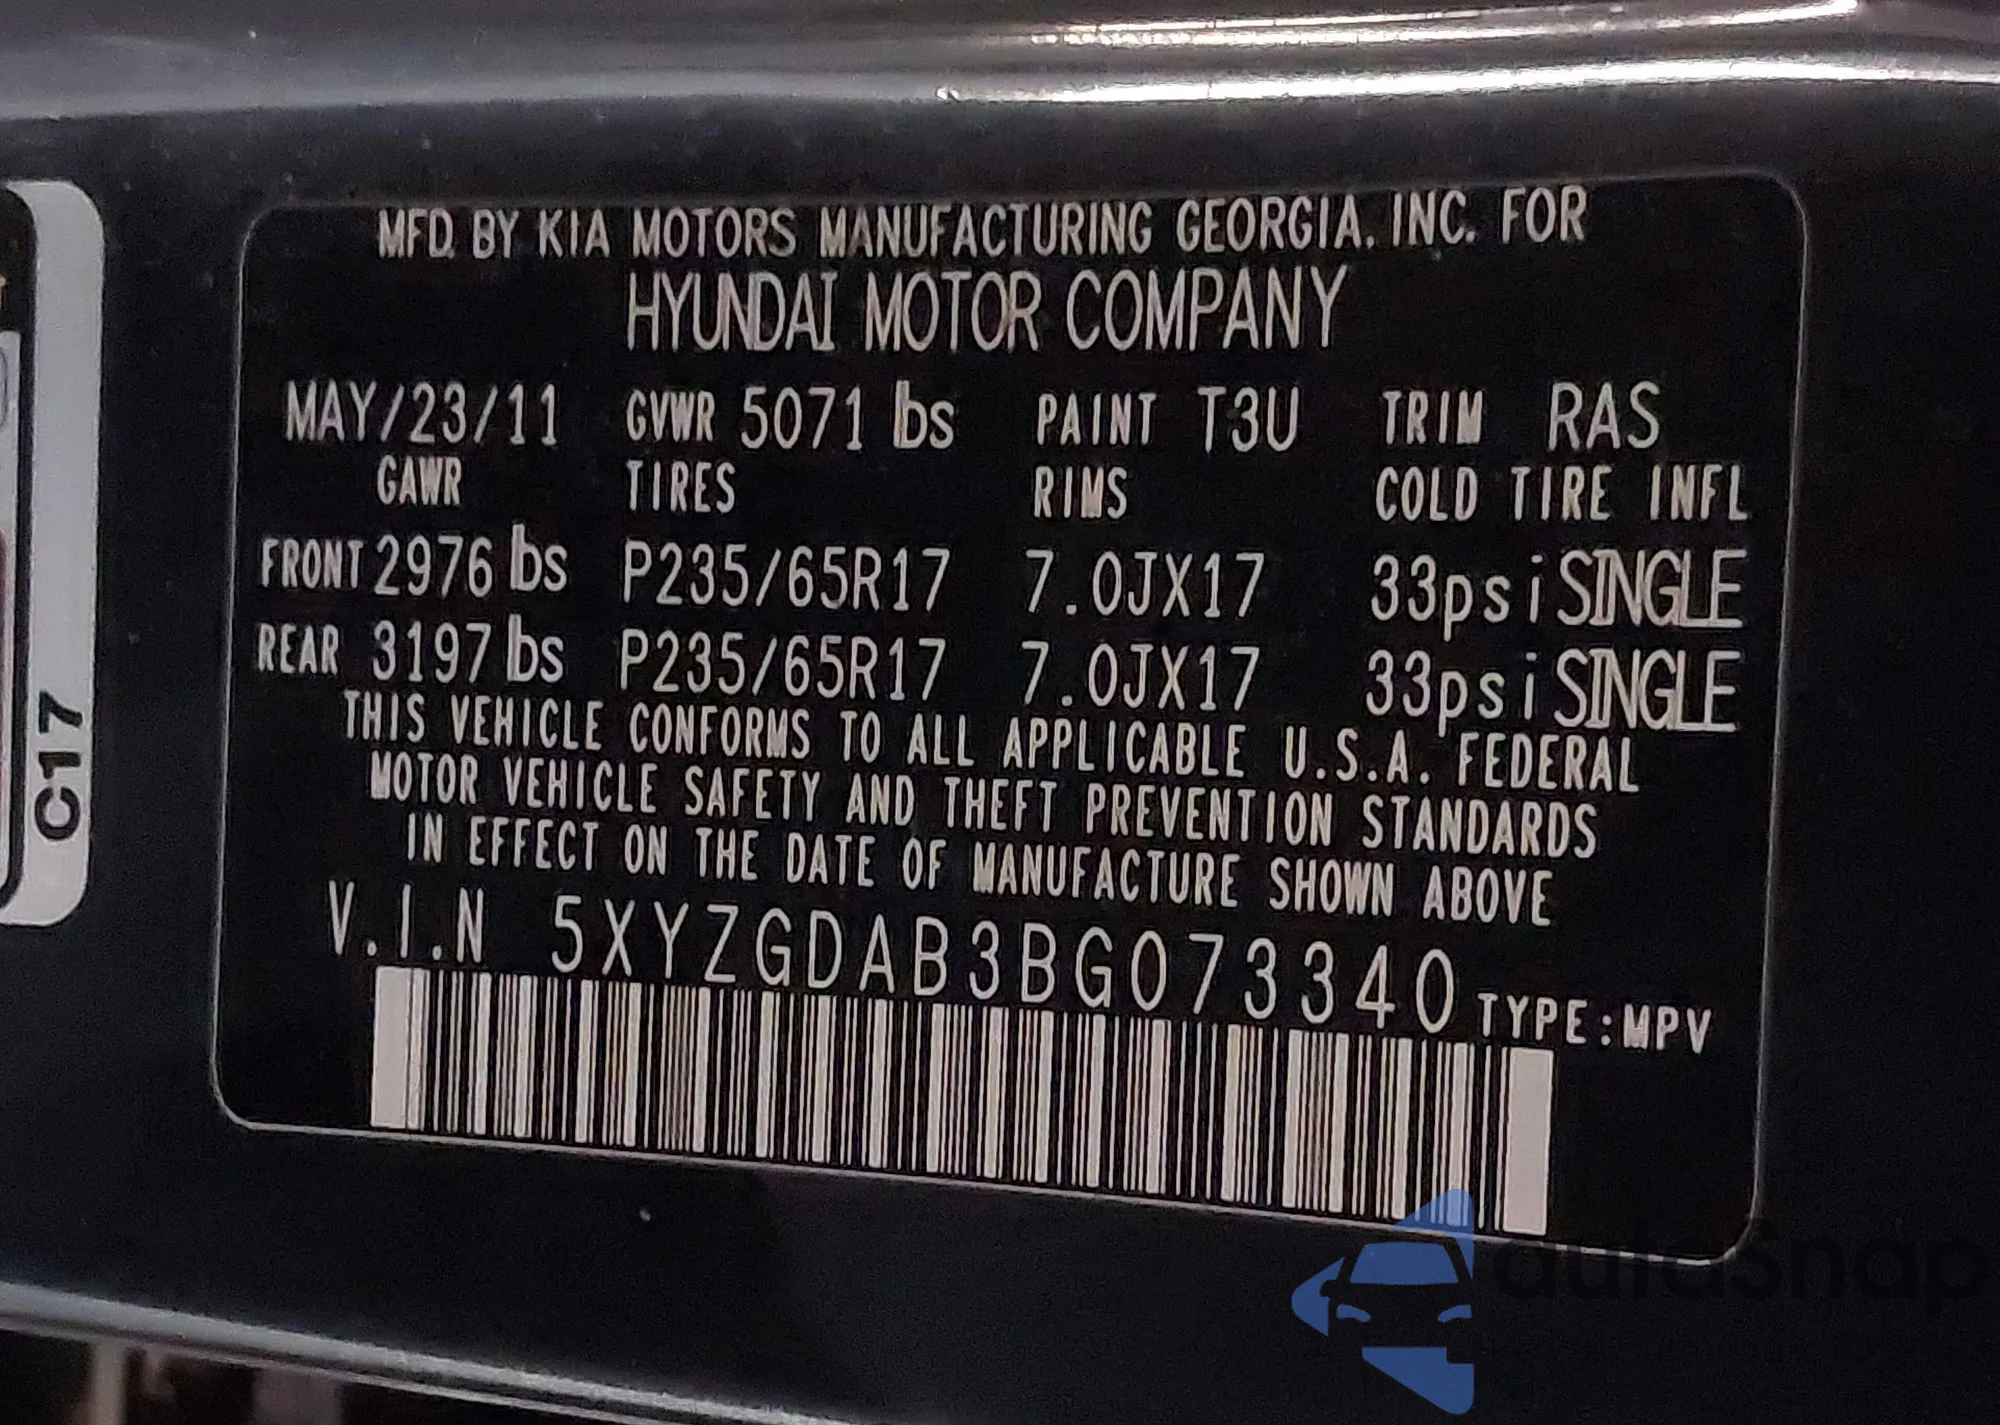 MFD. BY KIA MOTORS MANUFACTURING GEORGIA, INC. FOR
HYUNDAI MOTOR COMPANY
MAY/23/11 GVWR 5071 lbs PAINT T3U TRIM RAS
GAWR TIRES RIMS COLD TIRE INFL
FRONT 2976 lbs P235/65R17 7.0JX17 33psi SINGLE
REAR 3197 lbs P235/65R17 7.0JX17 33psi SINGLE
THIS VEHICLE CONFORMS TO ALL APPLICABLE U.S.A. FEDERAL
MOTOR VEHICLE SAFETY AND THEFT PREVENTION STANDARDS
IN EFFECT ON THE DATE OF MANUFACTURE SHOWN ABOVE
V.I.N 5XYZGDAB3BG073340 TYPE:MPV
C17
autoSnap